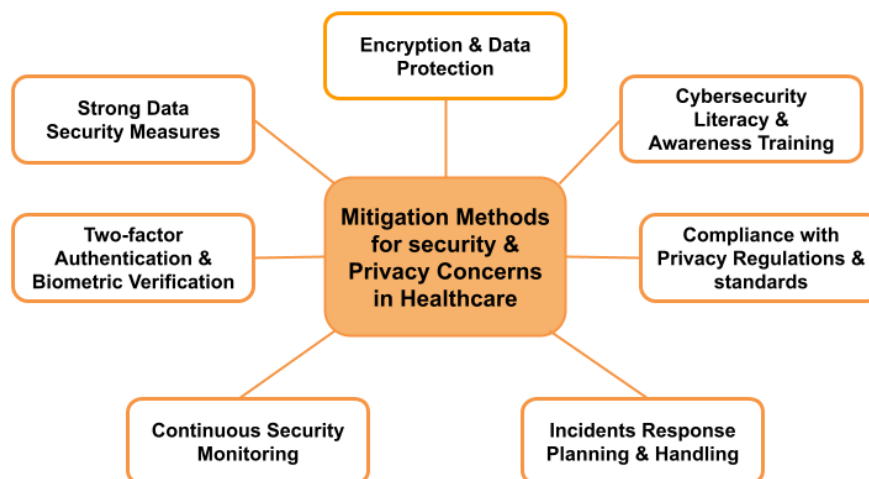 Encryption & Data
Protection
Strong Data
Security Measures
Cybersecurity
Literacy &
Awareness Training
Mitigation Methods
for security &
Privacy Concerns
in Healthcare
Two-factor
Authentication &
Biometric Verification
Compliance with
Privacy Regulations &
standards
Continuous Security
Monitoring
Incidents Response
Planning & Handling